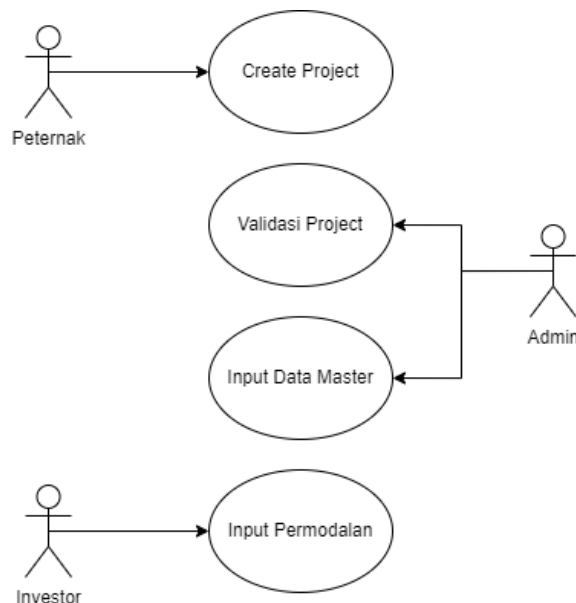 Create Project
Peternak
Validasi Project
Admin
Input Data Master
Input Permodalan
Investor